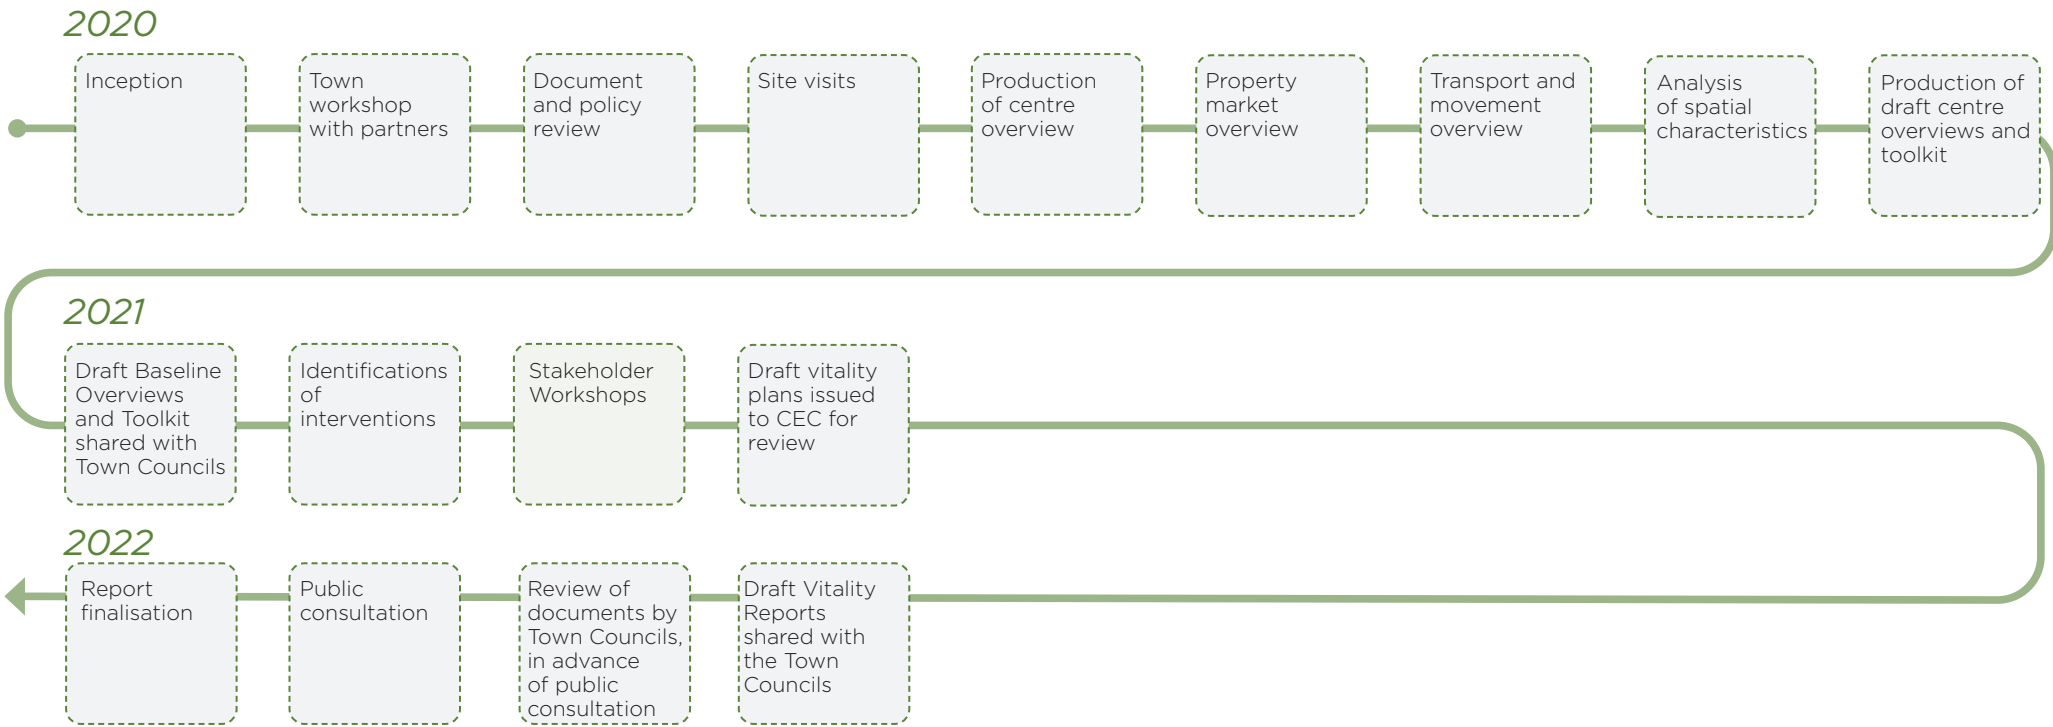 2020
Inception
Town
workshop
with partners
Document
and policy
review
Site visits
Production
of centre
overview
Property
market
overview
Transport and
movement
overview
Analysis
of spatial
characteristics
Production of
draft centre
overviews and
toolkit
2021
Draft Baseline
Overviews
and Toolkit
shared with
Town Councils
Identifications
of
interventions
Stakeholder
Workshops
Draft vitality
plans issued
to CEC for
review
2022
Report
finalisation
Public
consultation
Review of
documents by
Town Councils,
in advance
of public
consultation
Draft Vitality
Reports
shared with
the Town
Councils